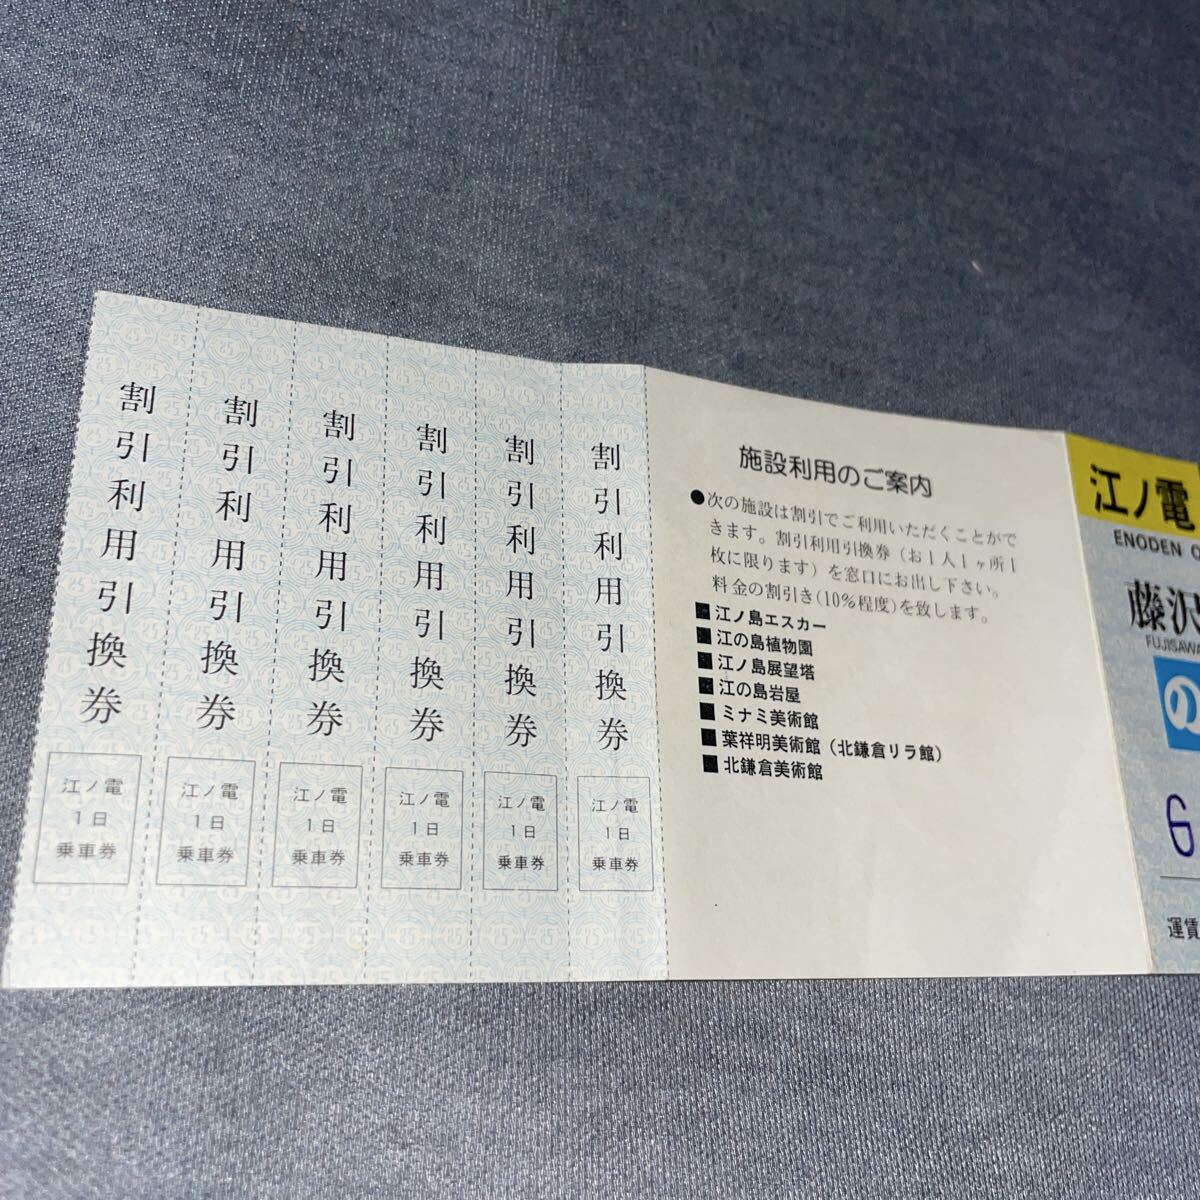 割引利用引換券
江ノ電
1日
乗車券
割引利用引換券
江ノ電
1日
乗車券
割引利用引換券
江ノ電
1日
乗車券
割引利用引換券
江ノ電
1日
乗車券
割引利用引換券
江ノ電
1日
乗車券
割引利用引換券
江ノ電
1日
乗車券
施設利用のご案内
●次の施設は割引でご利用いただくことがで
きます。割引利用引換券（お1人1ヶ所1
枚に限ります）を窓口にお出し下さい。
料金の割引き(10%程度)を致します。
■江ノ島エスカー
■江の島植物園
■江ノ島展望塔
■江の島岩屋
■ミナミ美術館
■葉祥明美術館（北鎌倉リラ館）
■北鎌倉美術館
江ノ電
ENODEN
藤沢
FUJISAWA
の
6
運賃